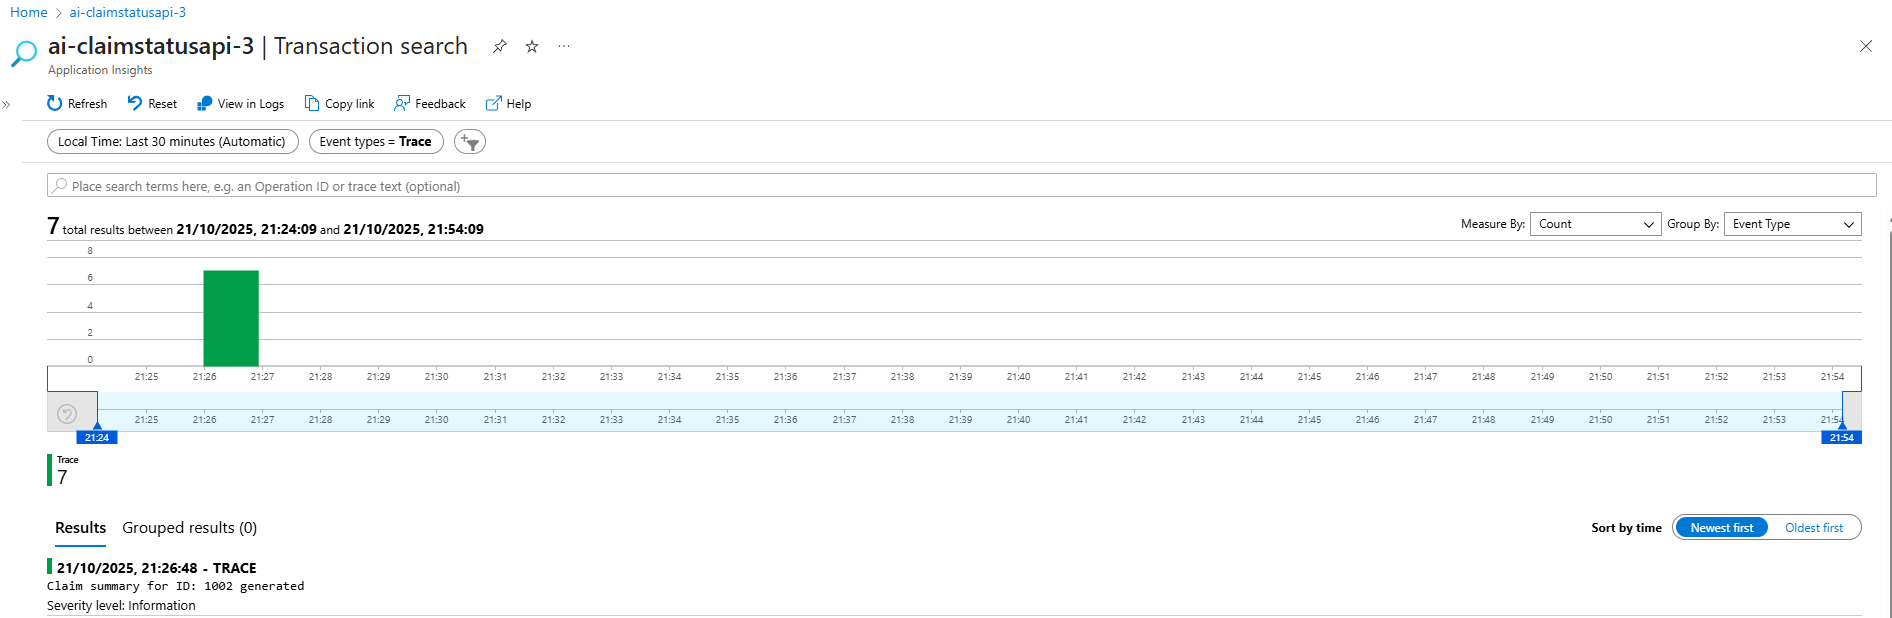 Home > ai-claimstatusapi-3
ai-claimstatusapi-3 | Transaction search
Application Insights
Refresh Reset View in Logs Copy link Feedback Help
Local Time: Last 30 minutes (Automatic) Event types = Trace
Place search terms here, e.g. an Operation ID or trace text (optional)
7 total results between 21/10/2025, 21:24:09 and 21/10/2025, 21:54:09
Measure By: Count Group By: Event Type
8
6
4
2
0
21:25 21:26 21:27 21:28 21:29 21:30 21:31 21:32 21:33 21:34 21:35 21:36 21:37 21:38 21:39 21:40 21:41 21:42 21:43 21:44 21:45 21:46 21:47 21:48 21:49 21:50 21:51 21:52 21:53 21:54
21:25 21:26 21:27 21:28 21:29 21:30 21:31 21:32 21:33 21:34 21:35 21:36 21:37 21:38 21:39 21:40 21:41 21:42 21:43 21:44 21:45 21:46 21:47 21:48 21:49 21:50 21:51 21:52 21:53 21:54
21:24 21:54
Trace
7
Results Grouped results (0)
Sort by time Newest first Oldest first
21/10/2025, 21:26:48 - TRACE
Claim summary for ID: 1002 generated
Severity level: Information